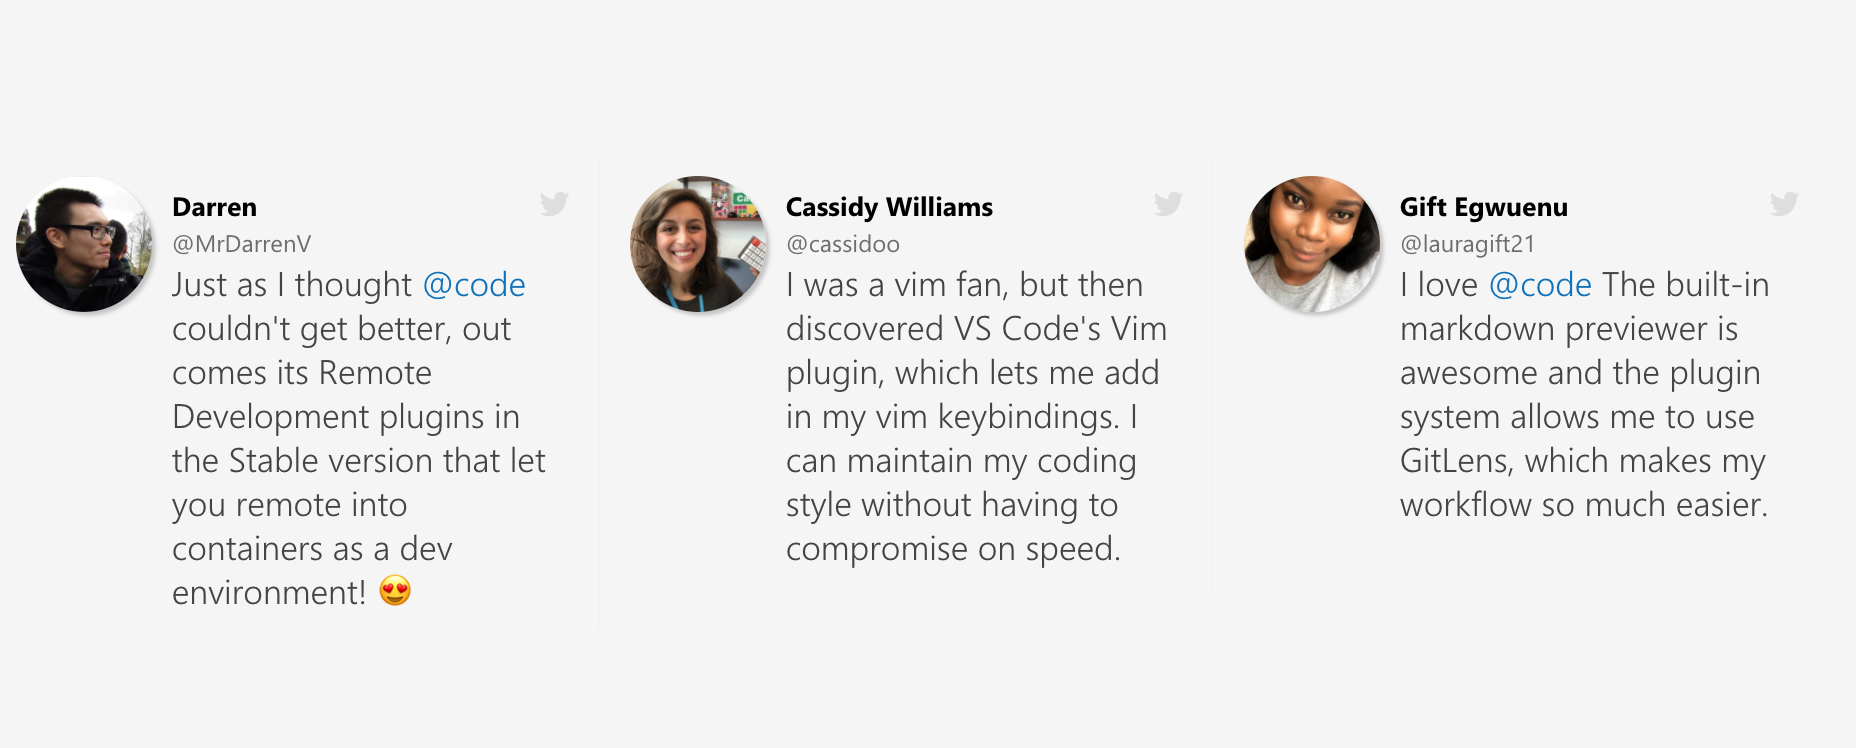 Darren
@MrDarrenV
Just as I thought @code
couldn't get better, out
comes its Remote
Development plugins in
the Stable version that let
you remote into
containers as a dev
environment! 😍
Cassidy Williams
@cassidoo
I was a vim fan, but then
discovered VS Code's Vim
plugin, which lets me add
in my vim keybindings. I
can maintain my coding
style without having to
compromise on speed.
Gift Egwuenu
@lauragift21
I love @code The built-in
markdown previewer is
awesome and the plugin
system allows me to use
GitLens, which makes my
workflow so much easier.